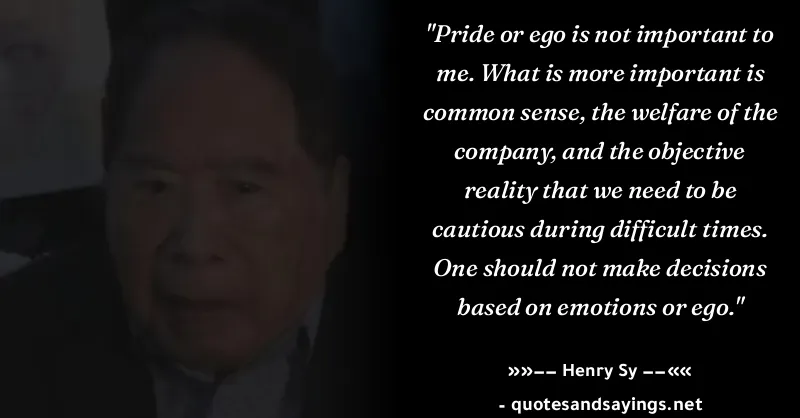 "Pride or ego is not important to
me. What is more important is
common sense, the welfare of the
company, and the objective
reality that we need to be
cautious during difficult times.
One should not make decisions
based on emotions or ego."
»»−− Henry Sy −−««
- quotesandsayings.net